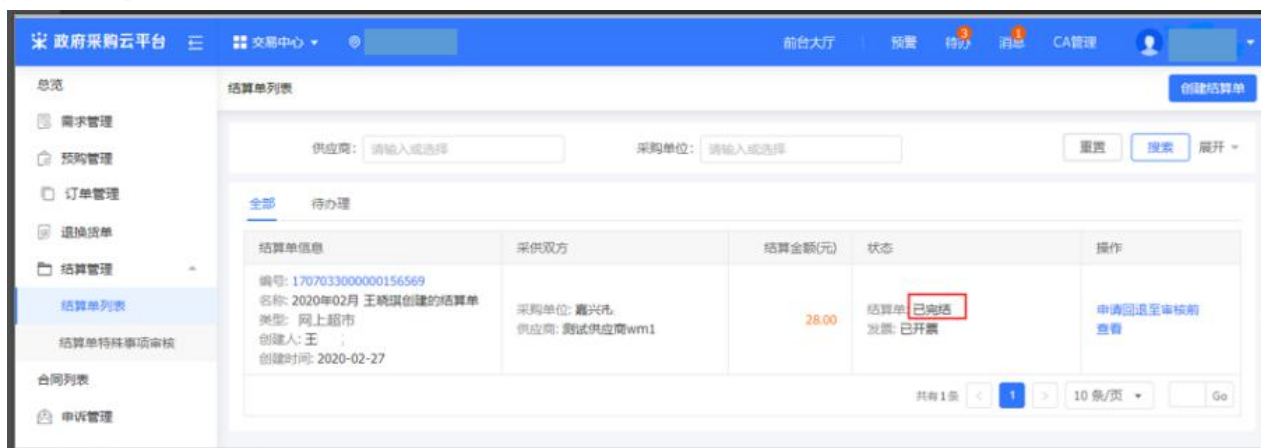 政府采购云平台
交易中心
前台大厅
预警
待办
3
消息
1
CA管理
总览
需求管理
预购管理
订单管理
退换货单
结算管理
结算单列表
结算单特殊事项审核
合同列表
申诉管理
结算单列表
创建结算单
供应商: 请输入或选择
采购单位: 请输入或选择
重置
搜索
展开
全部
待办理
结算单信息
采供双方
结算金额(元)
状态
操作
编号: 1707033000000156569
名称: 2020年02月 王晓琪创建的结算单
类型: 网上超市
创建人: 王
创建时间: 2020-02-27
采购单位: 嘉兴市
供应商: 测试供应商wm1
28.00
结算单: 已完结
发票: 已开票
申请回退至审核前
查看
共有1条 < 1 > 10 条/页 Go